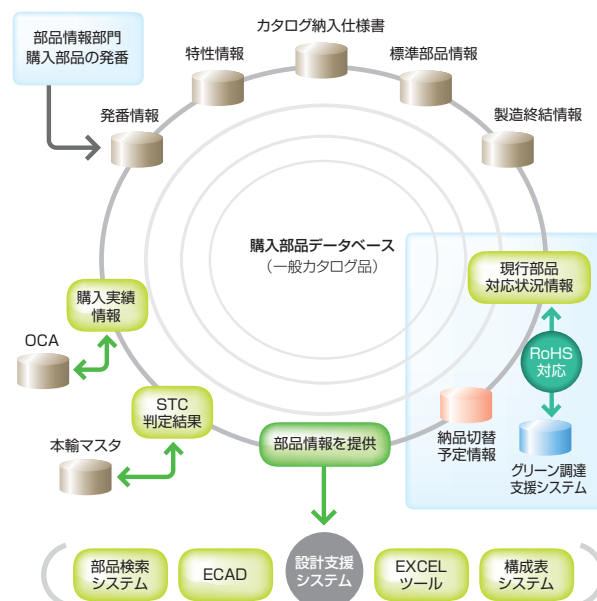 部品情報部門
購入部品の発番
カタログ納入仕様書
特性情報
標準部品情報
発番情報
製造終結情報
購入部品データベース
（一般カタログ品）
現行部品
対応状況情報
購入実績
情報
OCA
RoHS
対応
STC
判定結果
本輸マスタ
部品情報を提供
納品切替
予定情報
グリーン調達
支援システム
部品検索
システム
ECAD
設計支援
システム
EXCEL
ツール
構成表
システム